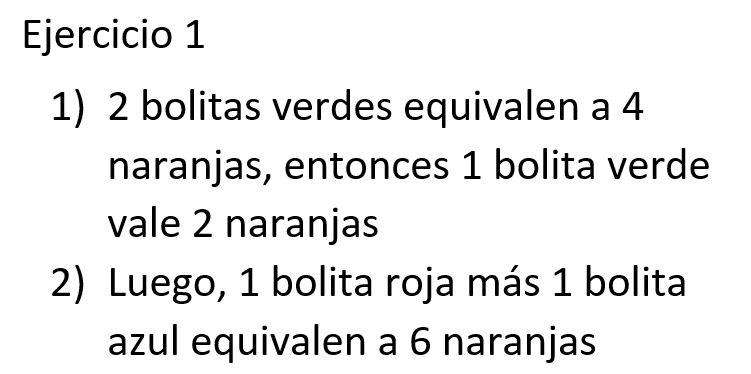 Ejercicio 1
1) 2 bolitas verdes equivalen a 4
naranjas, entonces 1 bolita verde
vale 2 naranjas
2) Luego, 1 bolita roja más 1 bolita
azul equivalen a 6 naranjas